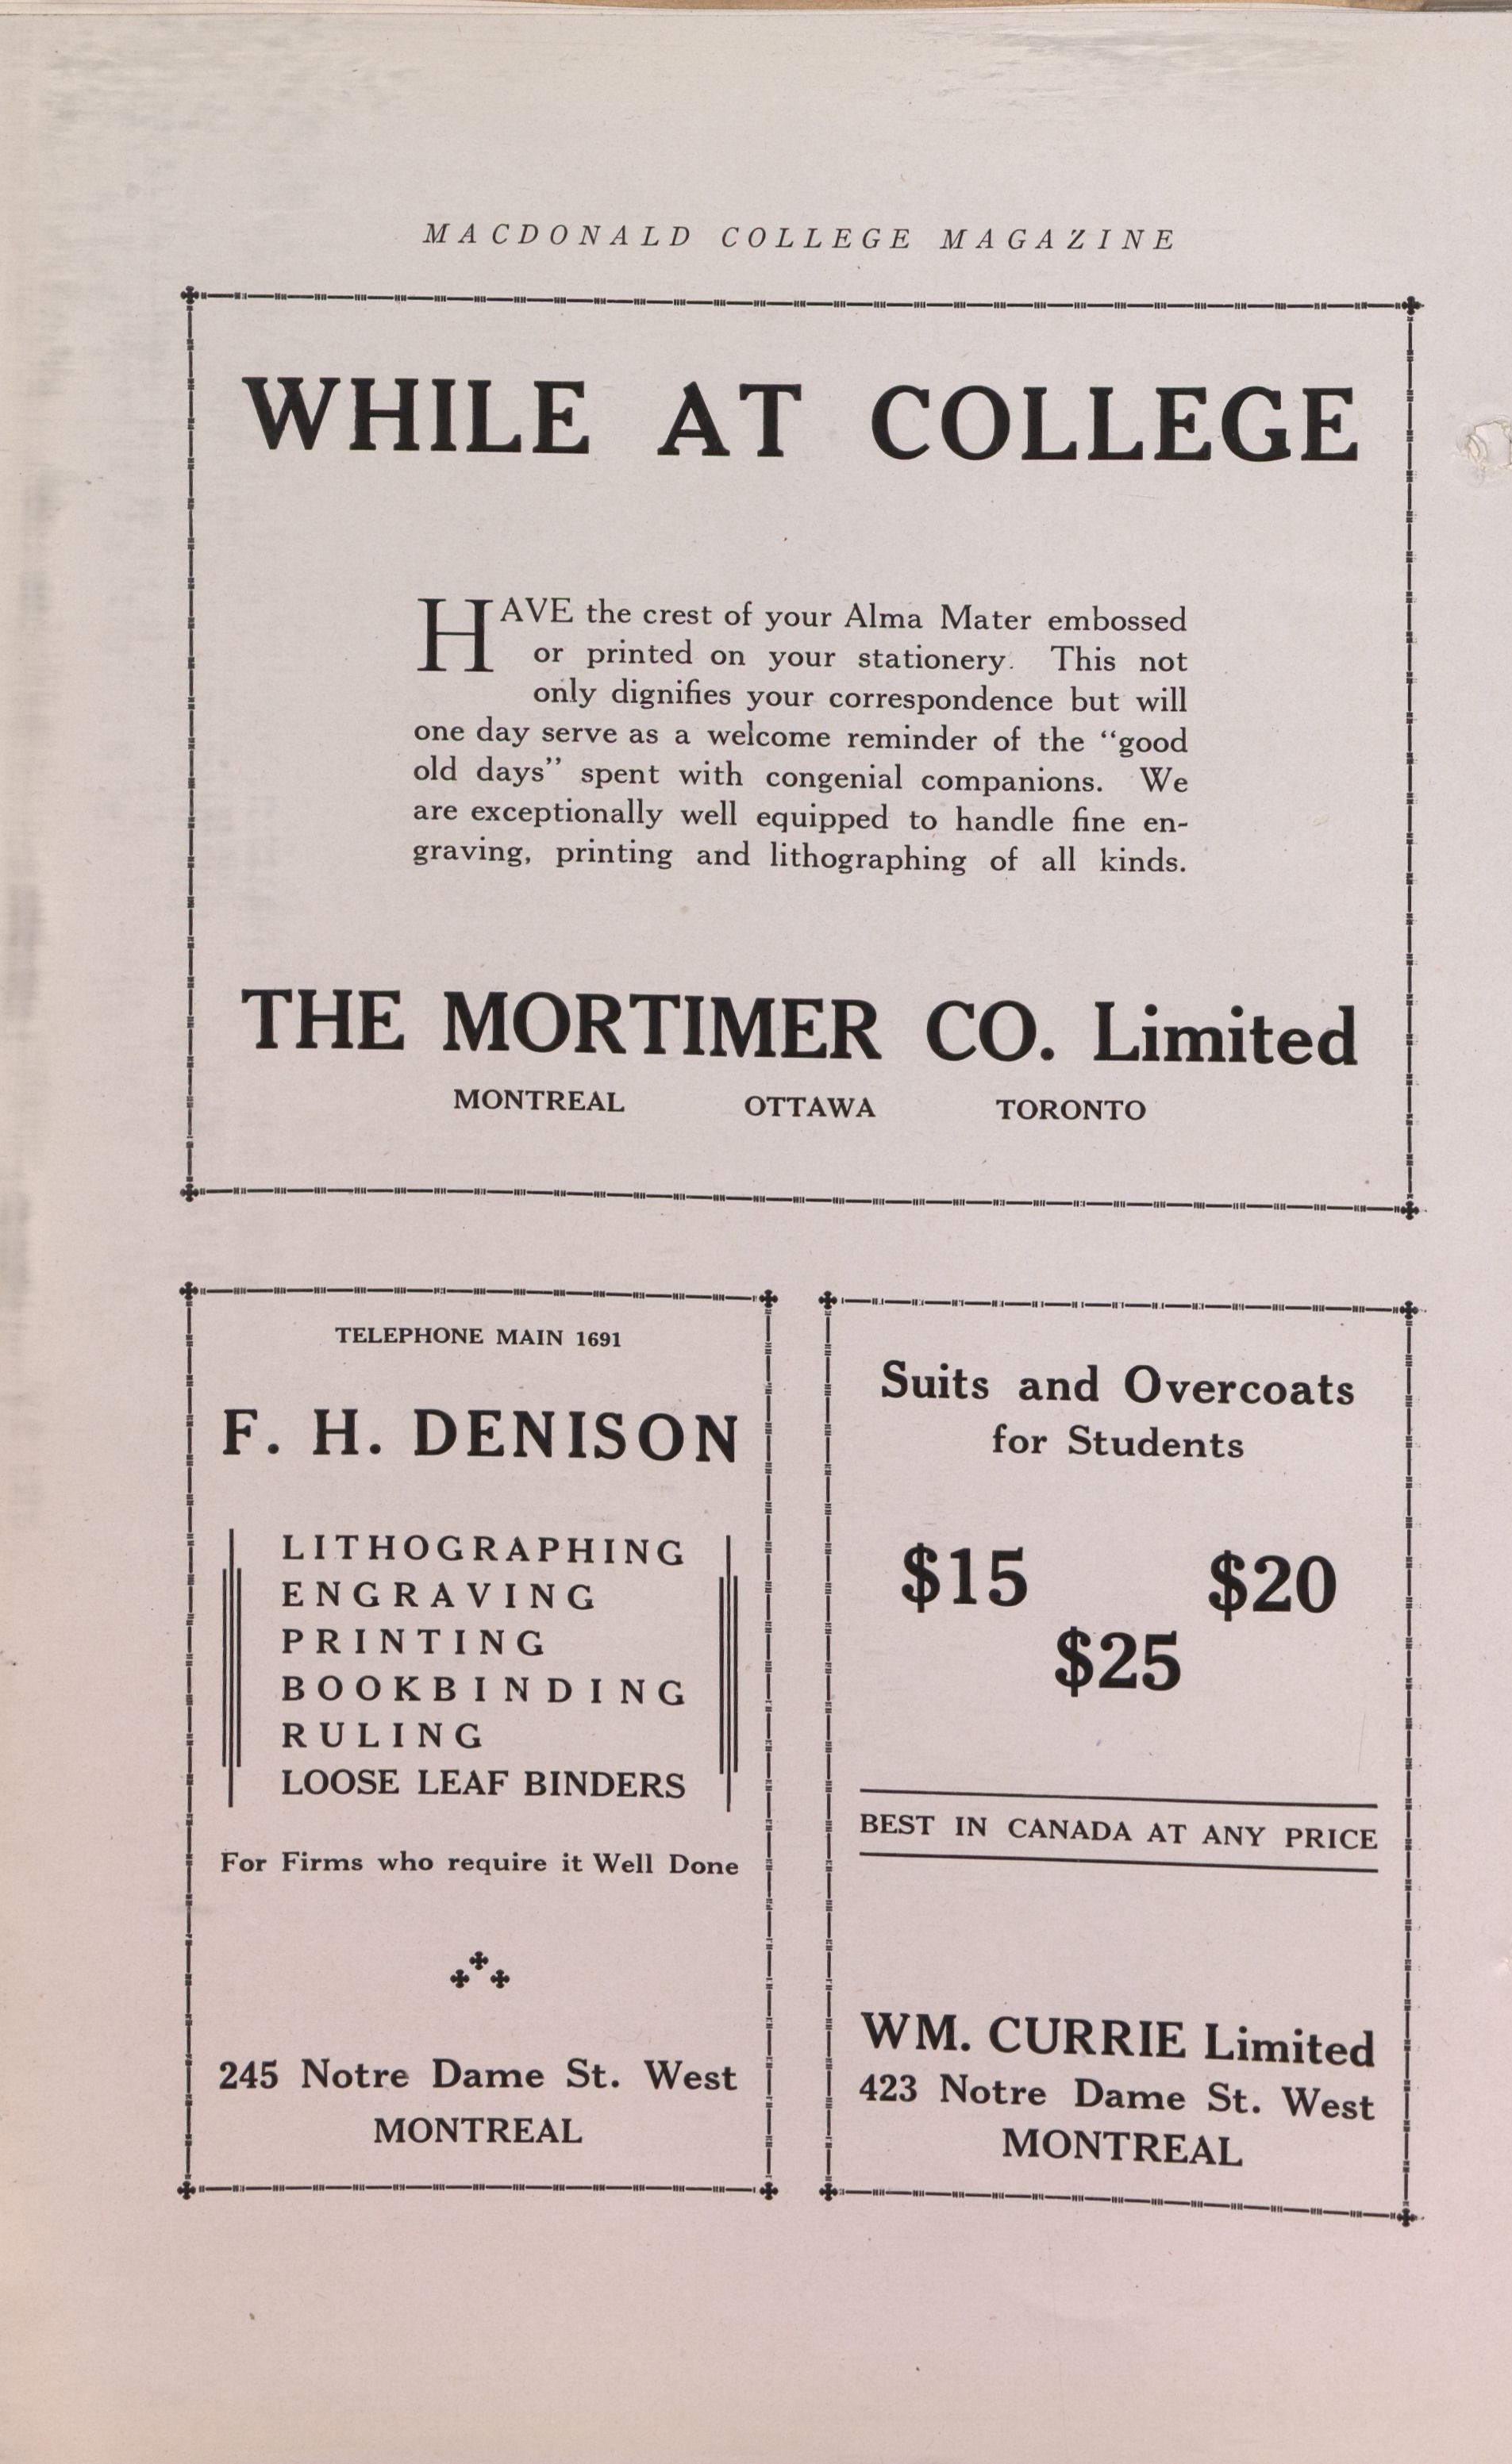 MACDONALD COLLEGE MAGAZINE
WHILE AT COLLEGE
HAVE the crest of your Alma Mater embossed
or printed on your stationery. This not
only dignifies your correspondence but will
one day serve as a welcome reminder of the “good
old days” spent with congenial companions. We
are exceptionally well equipped to handle fine en-
graving, printing and lithographing of all kinds.
THE MORTIMER CO. Limited
MONTREAL OTTAWA TORONTO
TELEPHONE MAIN 1691
F. H. DENISON
LITHOGRAPHING
ENGRAVING
PRINTING
BOOKBINDING
RULING
LOOSE LEAF BINDERS
For Firms who require it Well Done
245 Notre Dame St. West
MONTREAL
Suits and Overcoats
for Students
$15 $20
$25
BEST IN CANADA AT ANY PRICE
WM. CURRIE Limited
423 Notre Dame St. West
MONTREAL